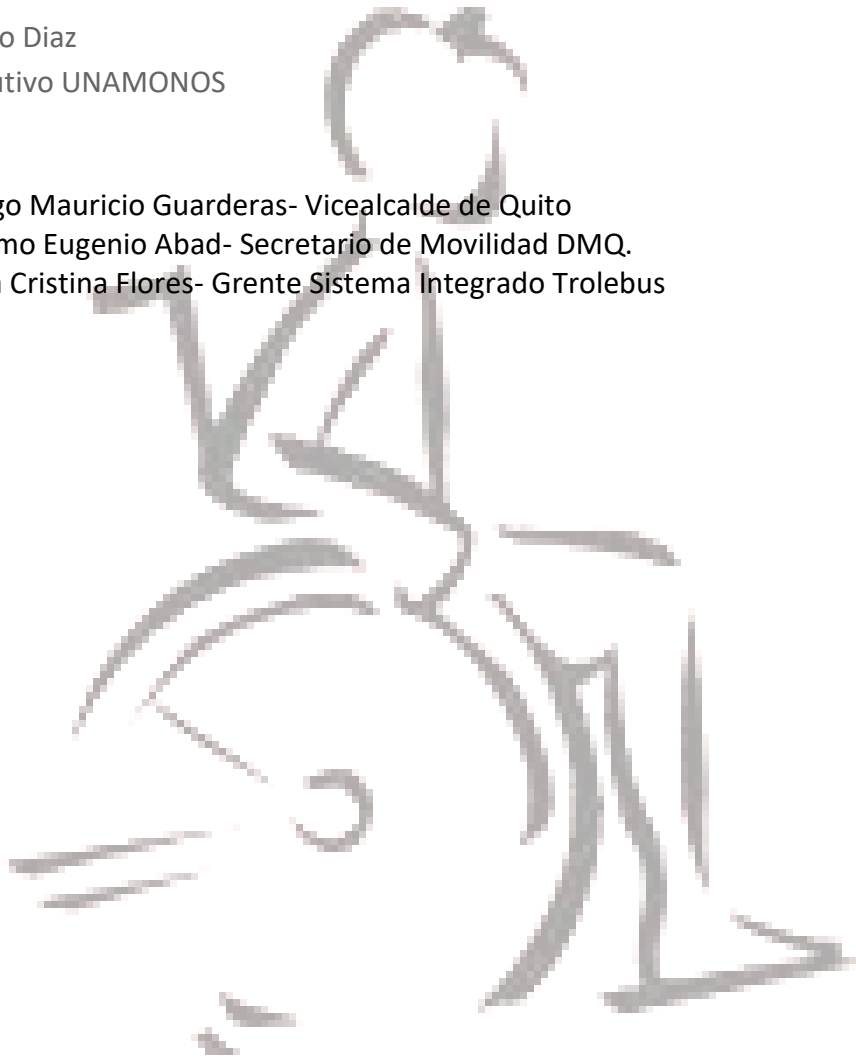 o Diaz
utivo UNAMONOS
go Mauricio Guarderas- Vicealcalde de Quito
mo Eugenio Abad- Secretario de Movilidad DMQ.
Cristina Flores- Grente Sistema Integrado Trolebus